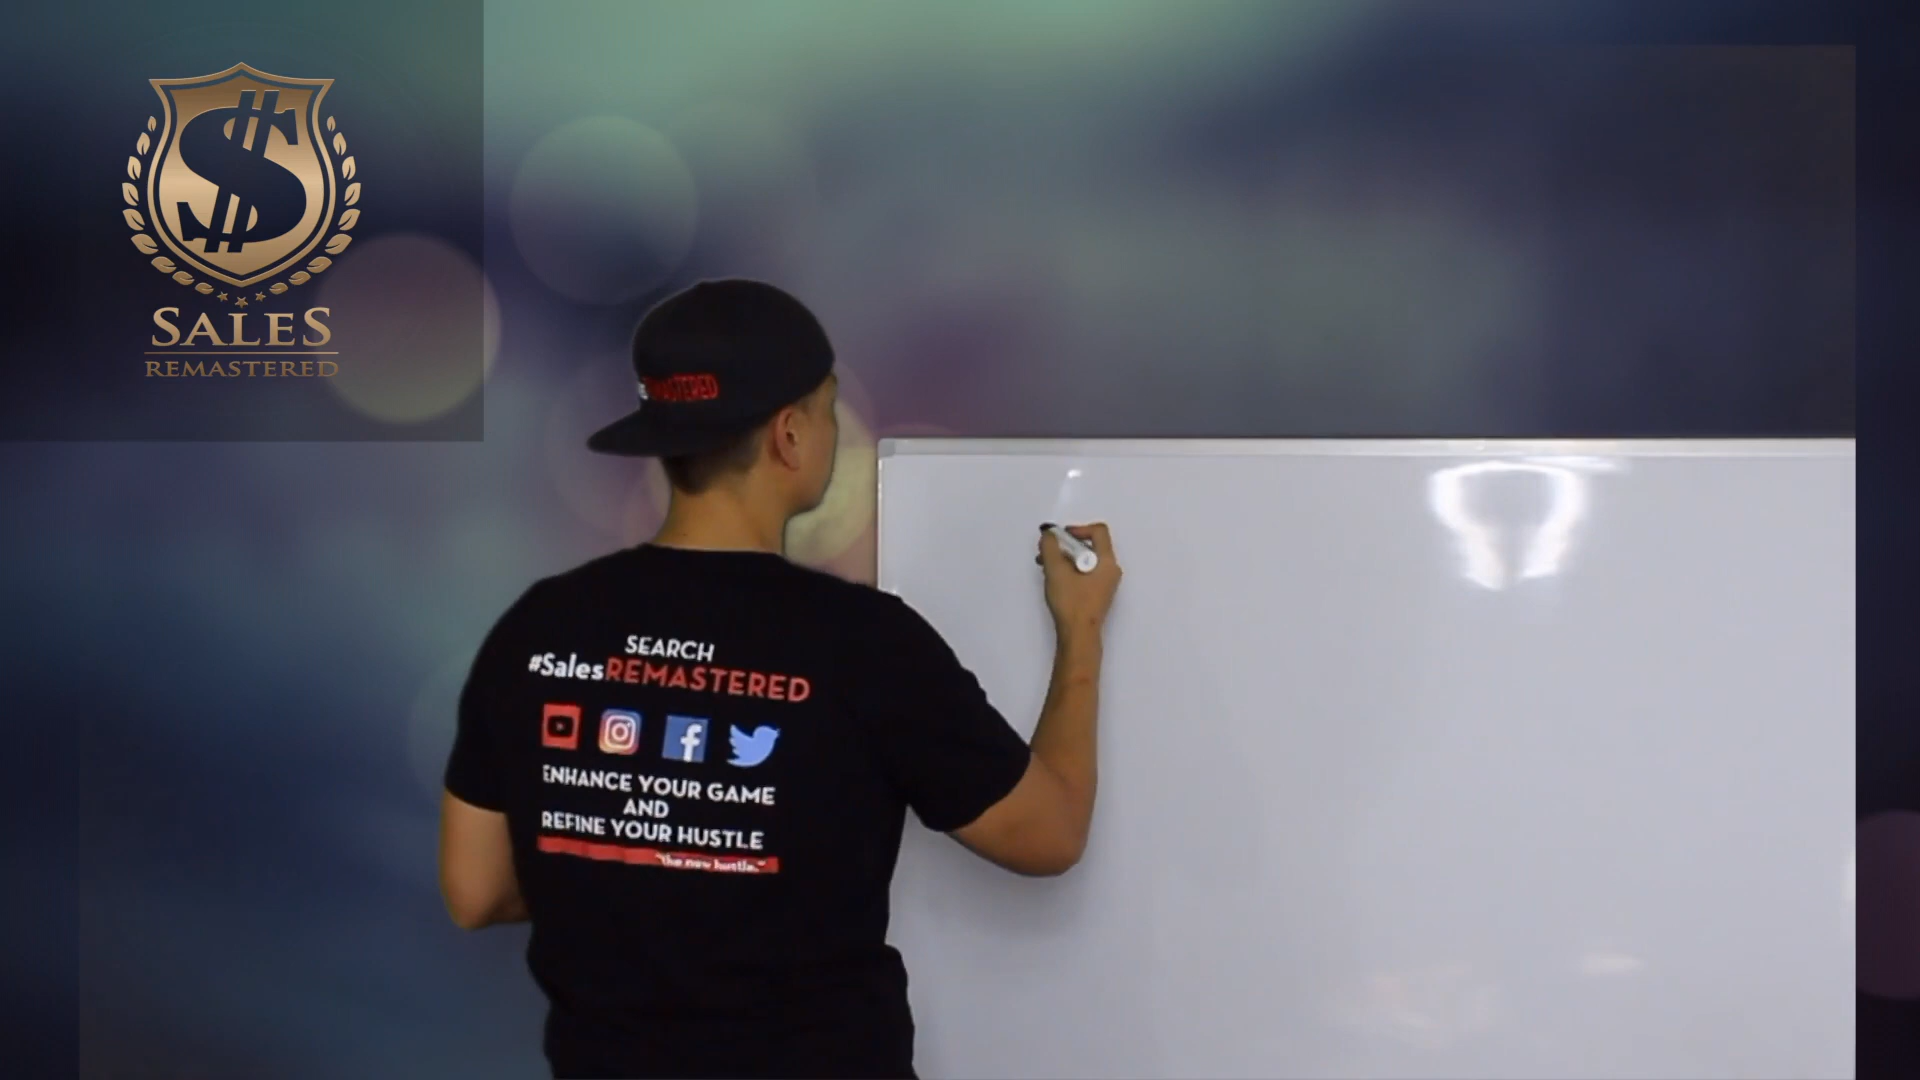 SALES
REMASTERED
REMASTERED
SEARCH
#SalesREMASTERED
ENHANCE YOUR GAME
AND
REFINE YOUR HUSTLE
"the new hustle."